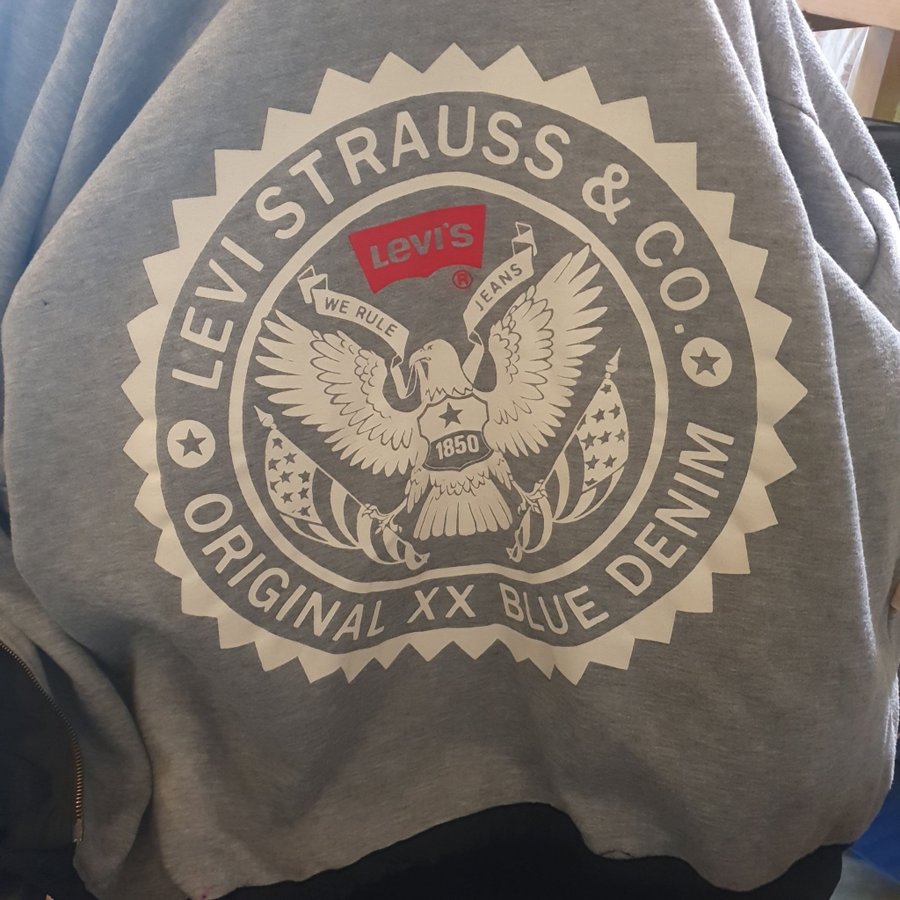 LEVI STRAUSS & CO.
LEVI'S
®
WE RULE
JEANS
1850
ORIGINAL XX BLUE DENIM